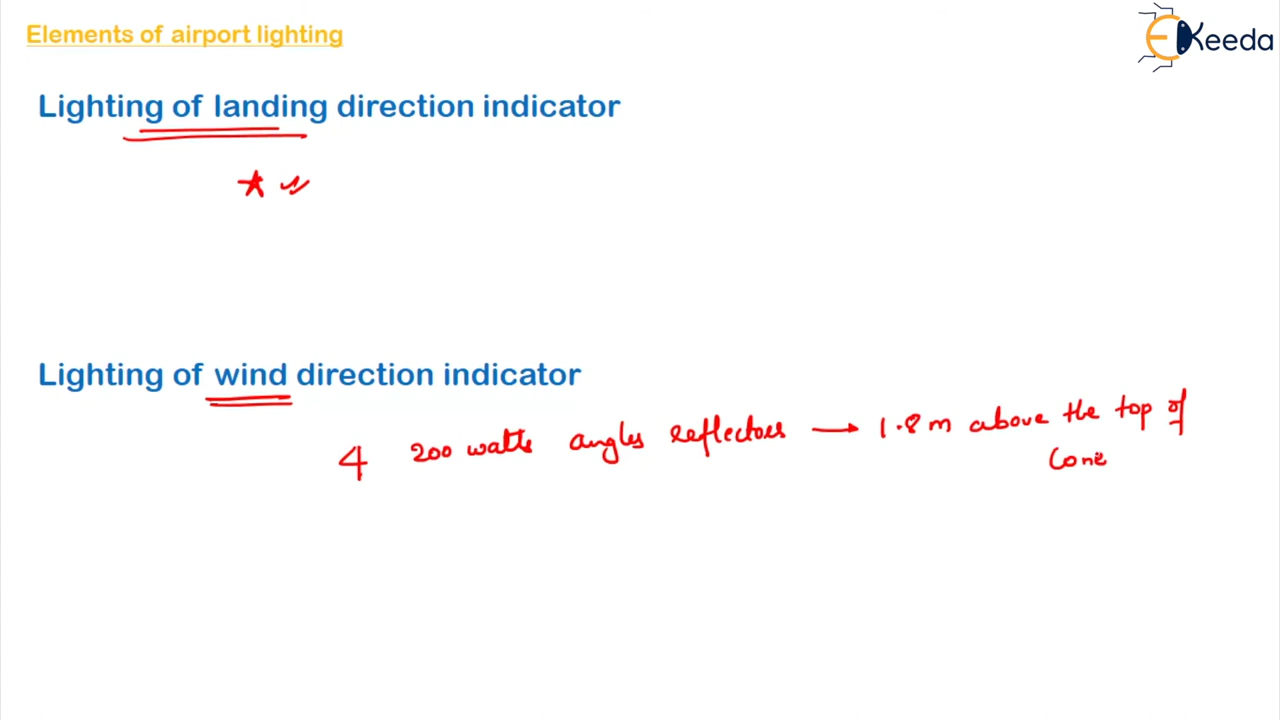 Elements of airport lighting
EKeeda
Lighting of landing direction indicator
Lighting of wind direction indicator
4 200 watts angles reflectors → 1.8 m above the top of
Cone